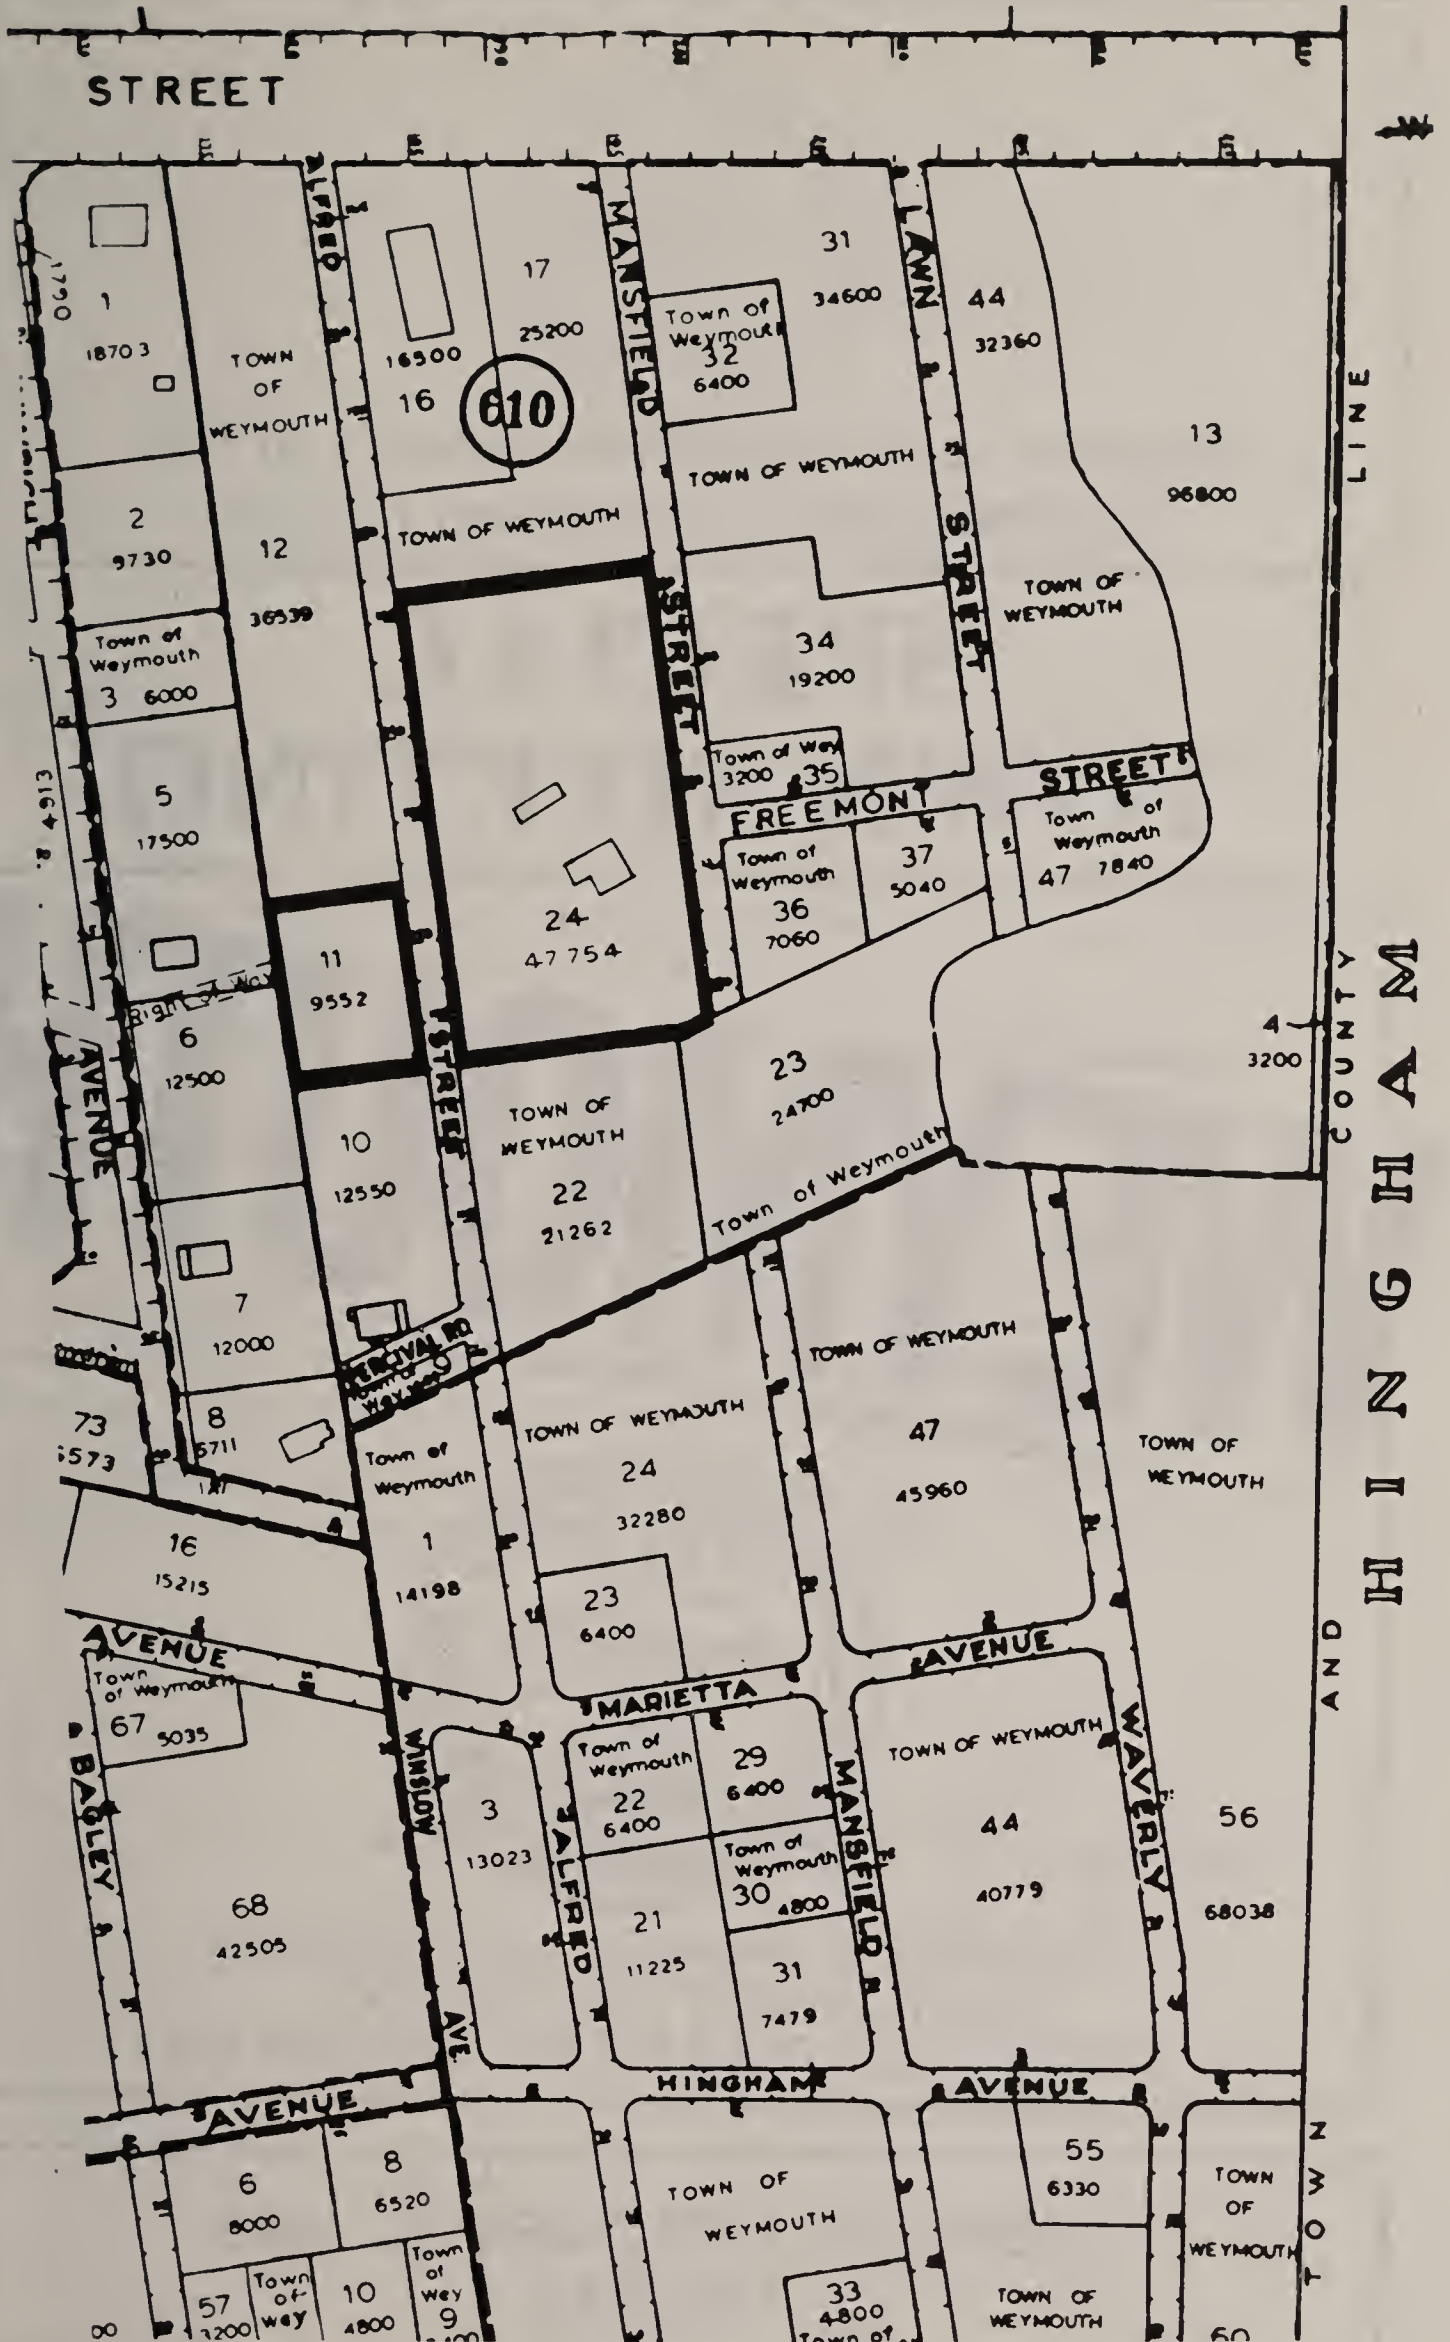 STREET
ALFRED
MANSFIELD
LAWN
1
18703
1790
TOWN
OF
WEYMOUTH
16500
16
17
25200
610
Town of
Weymouth
32
6400
31
34600
44
32360
13
96800
LINE
TOWN OF WEYMOUTH
TOWN OF WEYMOUTH
2
9730
12
36539
STREET
STREET
TOWN OF
WEYMOUTH
Town of
Weymouth
3 6000
34
19200
Town of Wey
3200 35
FREEMONT
STREET
5
17500
Town of
Weymouth
36
7060
37
5040
Town of
Weymouth
47 7840
24
47754
11
9552
Right of Way
6
12500
AVENUE
STREET
23
24700
4
3200
COUNTY
HINGHAM
10
12550
TOWN OF
WEYMOUTH
22
21262
Town of Weymouth
7
12000
PERCIVAL RD
Town of
9
TOWN OF WEYMOUTH
47
45960
TOWN OF WEYMOUTH
24
32280
TOWN OF
WEYMOUTH
73
8
5711
Town of
Weymouth
1
14198
16
15215
23
6400
AND
AVENUE
AVENUE
MARIETTA
Town
of Weymouth
67 5035
BAGLEY
WINSLOW
AVE.
3
13023
ALFRED
Town of
Weymouth
22
6400
29
6400
Town of
Weymouth
30 4800
MANSFIELD
TOWN OF WEYMOUTH
44
40779
WAVERLY
56
68038
68
42505
21
11225
31
7479
HINGHAM
AVENUE
AVENUE
6
8000
8
6520
TOWN OF
WEYMOUTH
55
6330
TOWN
OF
WEYMOUTH
TOWN
57
3200
Town
of
Wey
10
4800
Town
of
Wey
9
33
4800
Town of
TOWN OF
WEYMOUTH
60